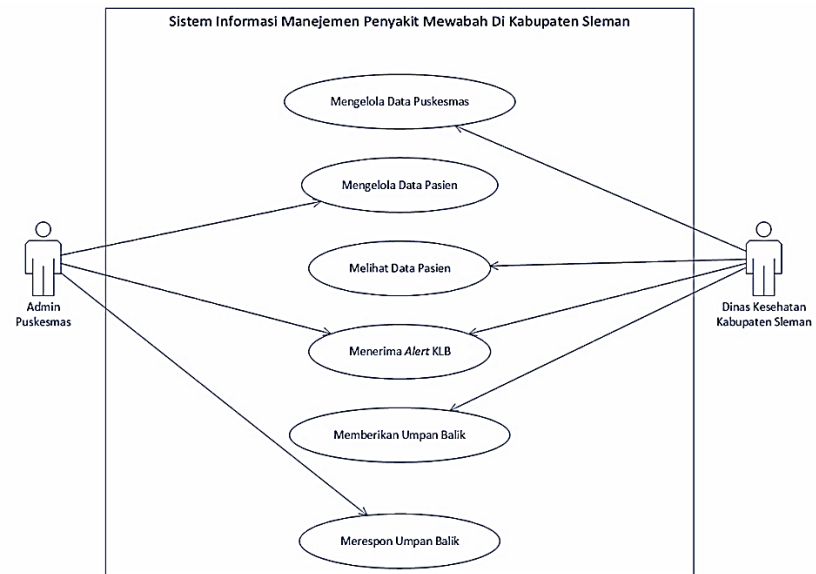 Sistem Informasi Manejemen Penyakit Mewabah Di Kabupaten Sleman
Mengelola Data Puskesmas
Mengelola Data Pasien
Melihat Data Pasien
Admin
Puskesmas
Dinas Kesehatan
Kabupaten Sleman
Menerima Alert KLB
Memberikan Umpan Balik
Merespon Umpan Balik